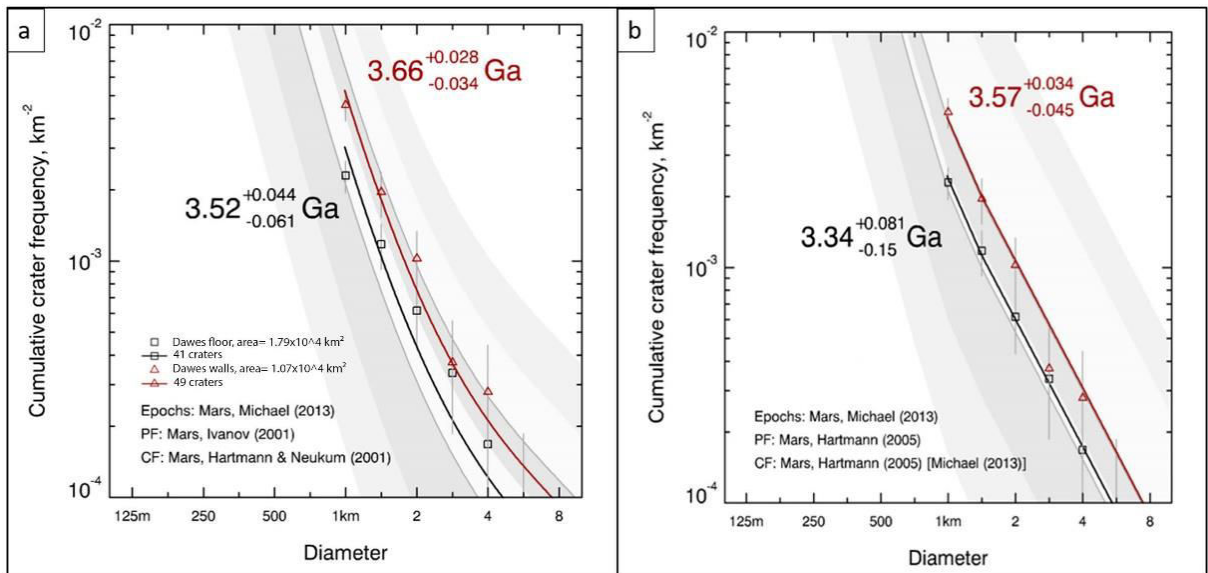 a
10⁻²
10⁻³
10⁻⁴
Cumulative crater frequency, km⁻²
3.66 +0.028 -0.034 Ga
3.52 +0.044 -0.061 Ga
Dawes floor, area= 1.79x10^4 km²
41 craters
Dawes walls, area= 1.07x10^4 km²
49 craters
Epochs: Mars, Michael (2013)
PF: Mars, Ivanov (2001)
CF: Mars, Hartmann & Neukum (2001)
125m 250 500 1km 2 4 8
Diameter
b
10⁻²
10⁻³
10⁻⁴
Cumulative crater frequency, km⁻²
3.57 +0.034 -0.045 Ga
3.34 +0.081 -0.15 Ga
Epochs: Mars, Michael (2013)
PF: Mars, Hartmann (2005)
CF: Mars, Hartmann (2005) [Michael (2013)]
125m 250 500 1km 2 4 8
Diameter